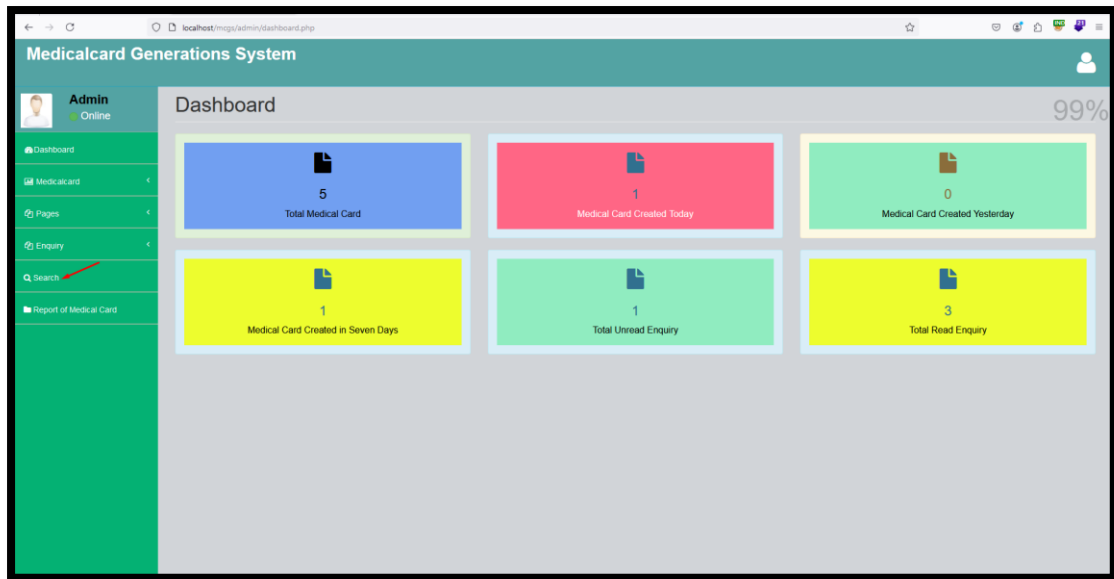 localhost/mcgs/admin/dashboard.php
Medicalcard Generations System
Admin
Online
Dashboard
Medicalcard
Pages
Enquiry
Search
Report of Medical Card
Dashboard
99%
5
Total Medical Card
1
Medical Card Created Today
0
Medical Card Created Yesterday
1
Medical Card Created in Seven Days
1
Total Unread Enquiry
3
Total Read Enquiry